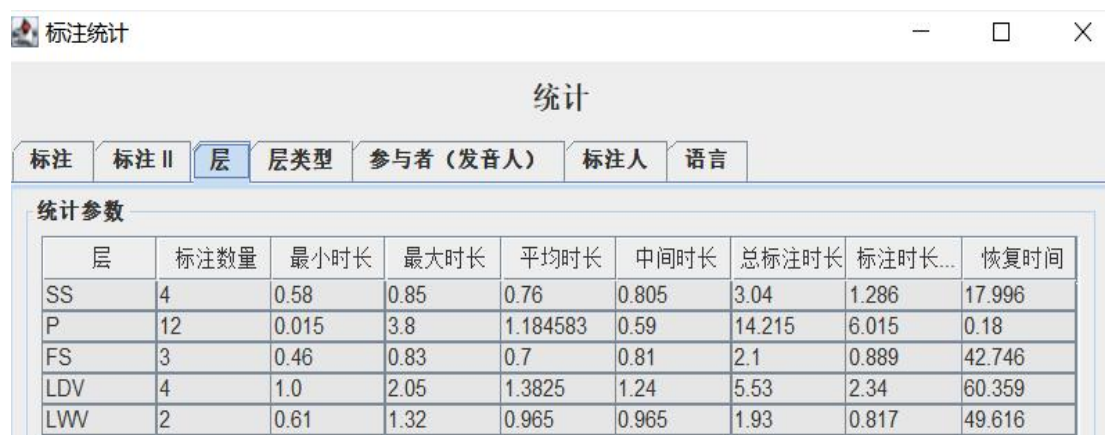 标注统计
统计
标注 标注 II 层 层类型 参与者（发音人） 标注人 语言
统计参数
层 标注数量 最小时长 最大时长 平均时长 中间时长 总标注时长 标注时长... 恢复时间
SS 4 0.58 0.85 0.76 0.805 3.04 1.286 17.996
P 12 0.015 3.8 1.184583 0.59 14.215 6.015 0.18
FS 3 0.46 0.83 0.7 0.81 2.1 0.889 42.746
LDV 4 1.0 2.05 1.3825 1.24 5.53 2.34 60.359
LWV 2 0.61 1.32 0.965 0.965 1.93 0.817 49.616